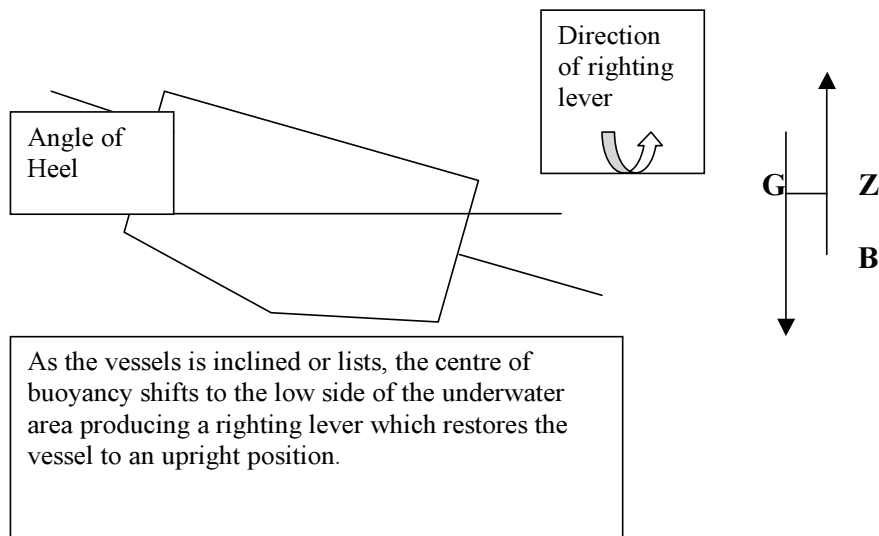 Direction
of righting
lever
Angle of
Heel
G Z
B
As the vessels is inclined or lists, the centre of
buoyancy shifts to the low side of the underwater
area producing a righting lever which restores the
vessel to an upright position.